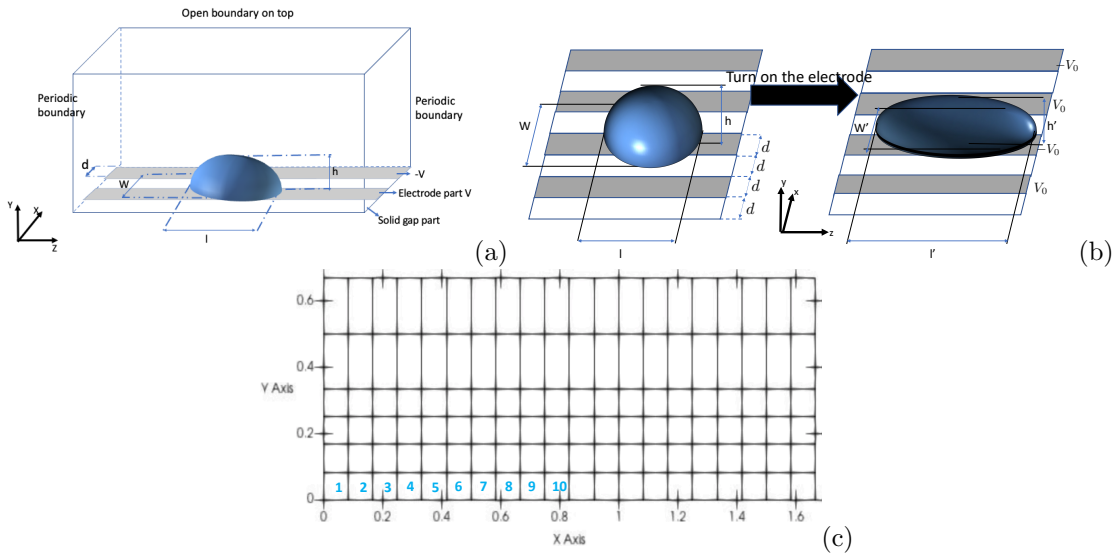 Open boundary on top
Periodic
boundary
Periodic
boundary
d
W
h
-V
Electrode part V
Solid gap part
l
Y
X
Z
(a)
Turn on the electrode
W
h
d
d
d
d
l
y
x
z
−V₀
V₀
W'
h'
−V₀
V₀
l'
(b)
0.6
0.4
Y Axis
0.2
0
1 2 3 4 5 6 7 8 9 10
0 0.2 0.4 0.6 0.8 1 1.2 1.4 1.6
X Axis
(c)